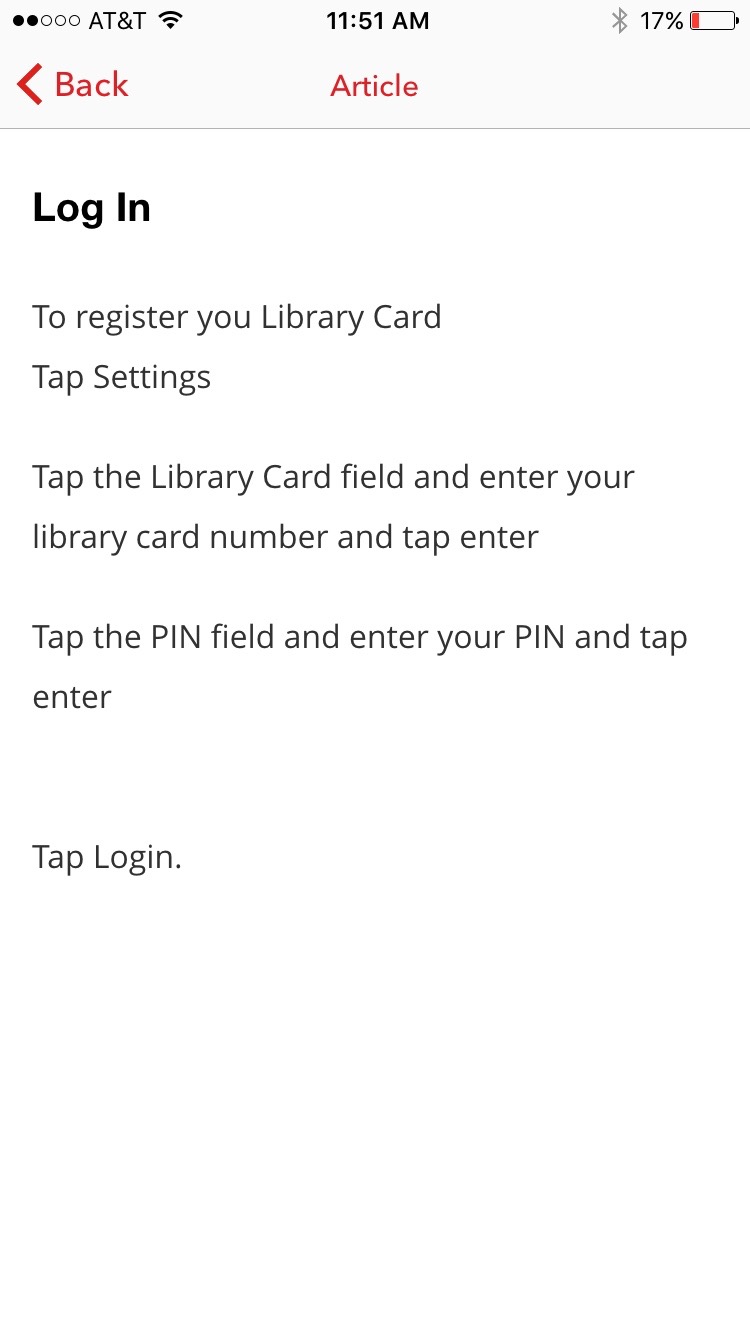 AT&T 11:51 AM 17%
Back Article
Log In
To register you Library Card
Tap Settings
Tap the Library Card field and enter your
library card number and tap enter
Tap the PIN field and enter your PIN and tap
enter
Tap Login.